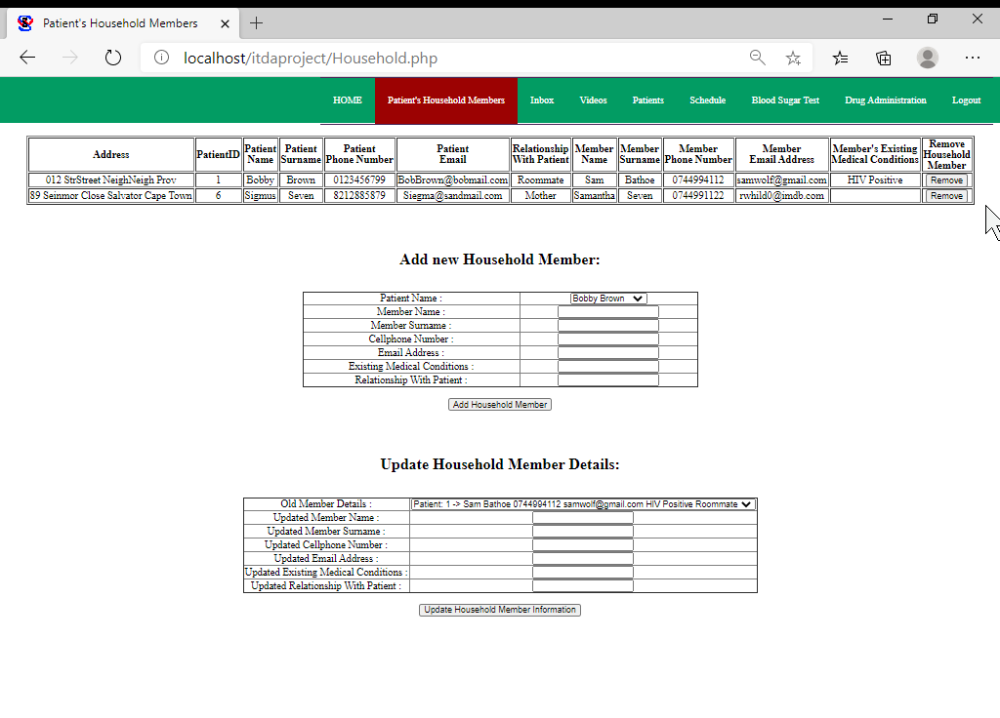 Patient's Household Members
localhost/itdaproject/Household.php
HOME Patient's Household Members Inbox Videos Patients Schedule Blood Sugar Test Drug Administration Logout
Address PatientID Patient Name Patient Surname Patient Phone Number Patient Email Relationship With Patient Member Name Member Surname Member Phone Number Member Email Address Member's Existing Medical Conditions Remove Household Member
012 StrStreet NeighNeigh Prov 1 Bobby Brown 0123456799 BobBrown@bobmail.com Roommate Sam Bathoe 0744994112 samwolf@gmail.com HIV Positive Remove
89 Seinmor Close Salvator Cape Town 6 Sigmus Seven 8212885879 Siegma@sandmail.com Mother Samantha Seven 0744991122 rwhild0@imdb.com Remove
Add new Household Member:
Patient Name : Bobby Brown
Member Name :
Member Surname :
Cellphone Number :
Email Address :
Existing Medical Conditions :
Relationship With Patient :
Add Household Member
Update Household Member Details:
Old Member Details : Patient: 1 -> Sam Bathoe 0744994112 samwolf@gmail.com HIV Positive Roommate
Updated Member Name :
Updated Member Surname :
Updated Cellphone Number :
Updated Email Address :
Updated Existing Medical Conditions :
Updated Relationship With Patient :
Update Household Member Information